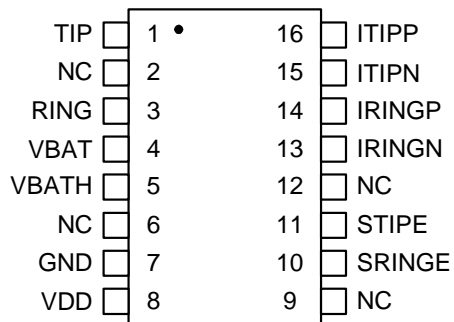 TIP 1 16 ITIPP
NC 2 15 ITIPN
RING 3 14 IRINGP
VBAT 4 13 IRINGN
VBATH 5 12 NC
NC 6 11 STIPE
GND 7 10 SRINGE
VDD 8 9 NC